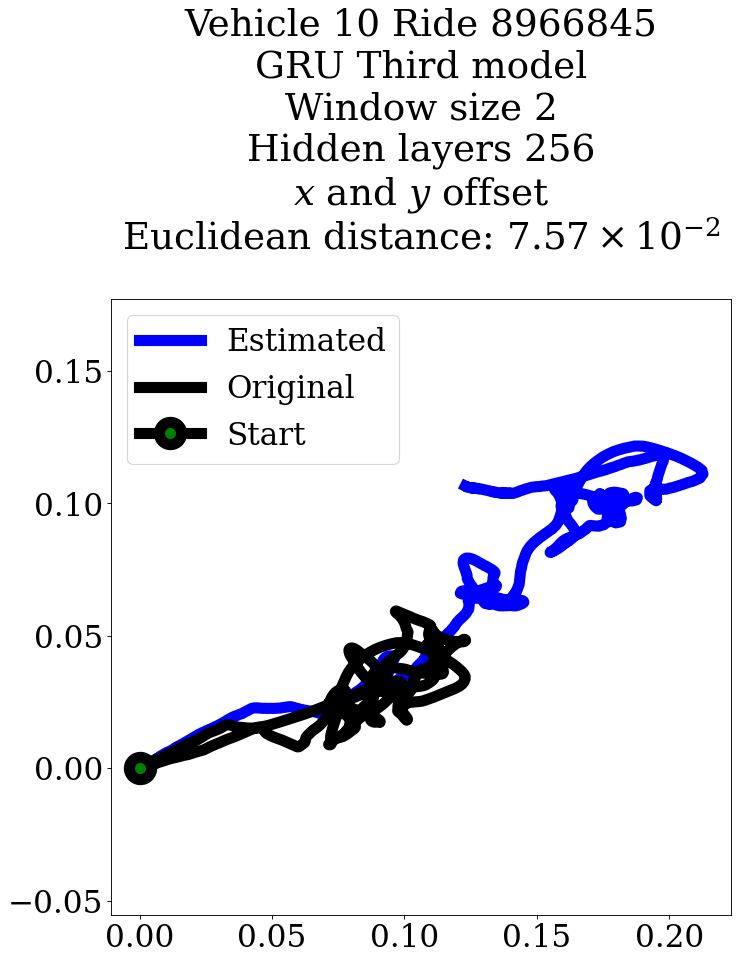 Vehicle 10 Ride 8966845
GRU Third model
Window size 2
Hidden layers 256
x and y offset
Euclidean distance: 7.57 × 10⁻²
Estimated
Original
Start
0.15
0.10
0.05
0.00
−0.05
0.00 0.05 0.10 0.15 0.20